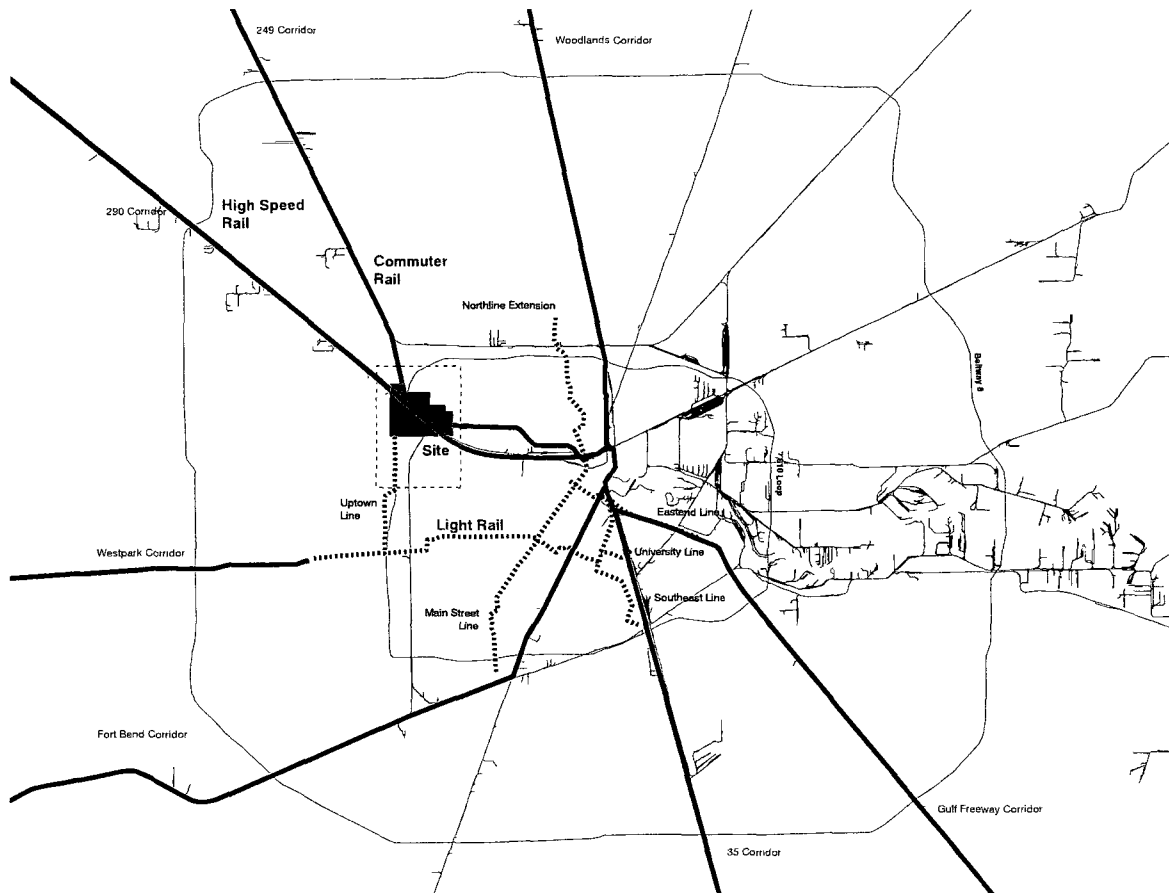 249 Corridor
Woodlands Corridor
High Speed
Rail
290 Corridor
Commuter
Rail
Northline Extension
Beltway 8
Site
I 610 Loop
Uptown
Line
Eastend Line
Light Rail
Westpark Corridor
University Line
Main Street
Line
Southeast Line
Fort Bend Corridor
Gulf Freeway Corridor
35 Corridor